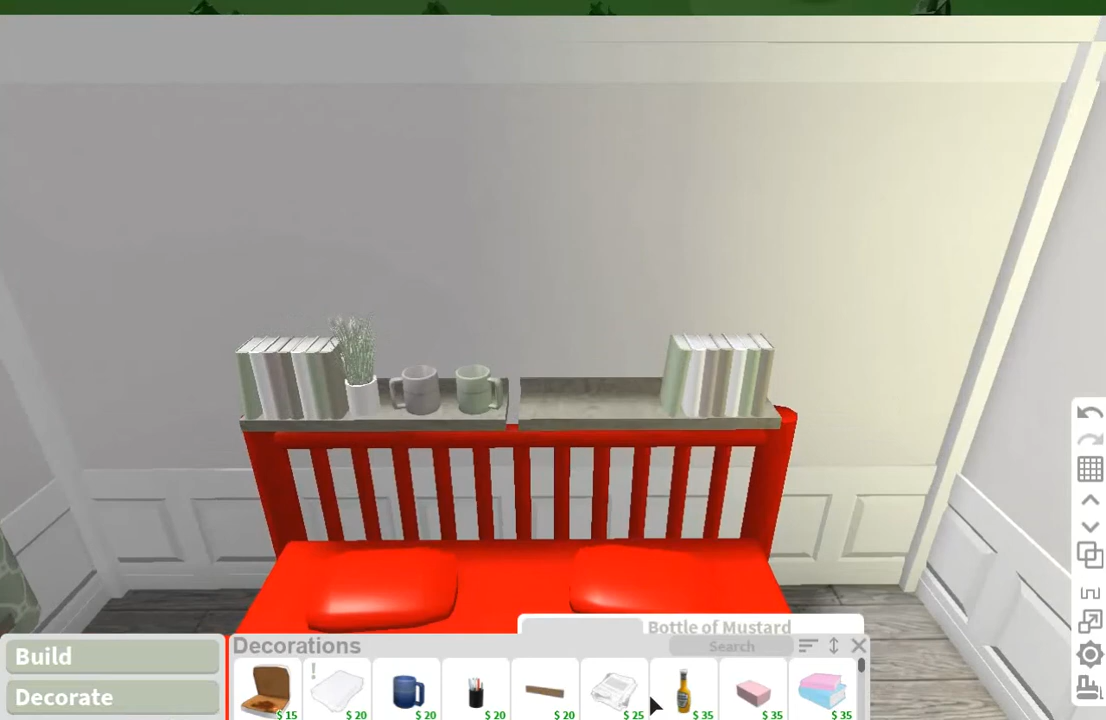 Bottle of Mustard
Decorations
Search
Build
Decorate
!
$ 15
$ 20
$ 20
$ 20
$ 20
$ 25
$ 35
$ 35
$ 35